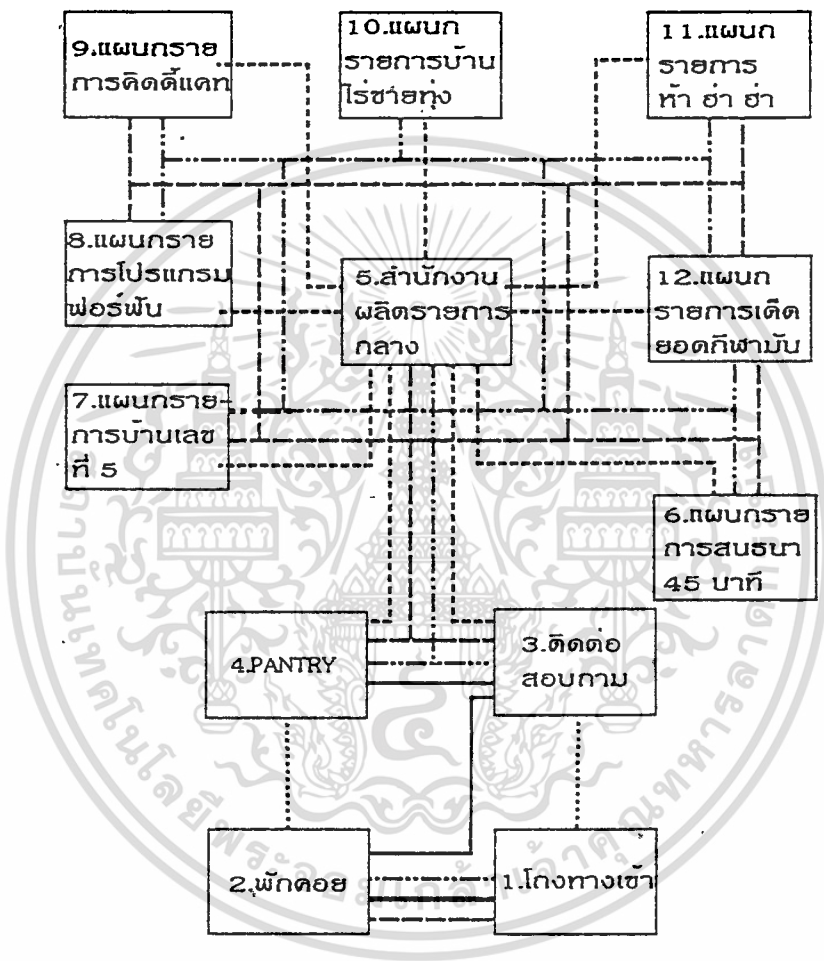 9.แผนกราย
การคิดดี้แคท
10.แผนก
รายการบ้าน
ไร่ชายทุ่ง
11.แผนก
รายการ
ห้า ฮ่า ฮ่า
8.แผนกราย
การโปรแกรม
ฟอร์ฟัน
5.สำนักงาน
ผลิตรายการ
กลาง
12.แผนก
รายการเด็ด
ยอดกีฬามัน
7.แผนกราย-
การบ้านเลข
ที่ 5
6.แผนกราย
การสนธนา
45 นาที
4.PANTRY
3.ติดต่อ
สอบถาม
2.พักคอย
1.โถงทางเข้า